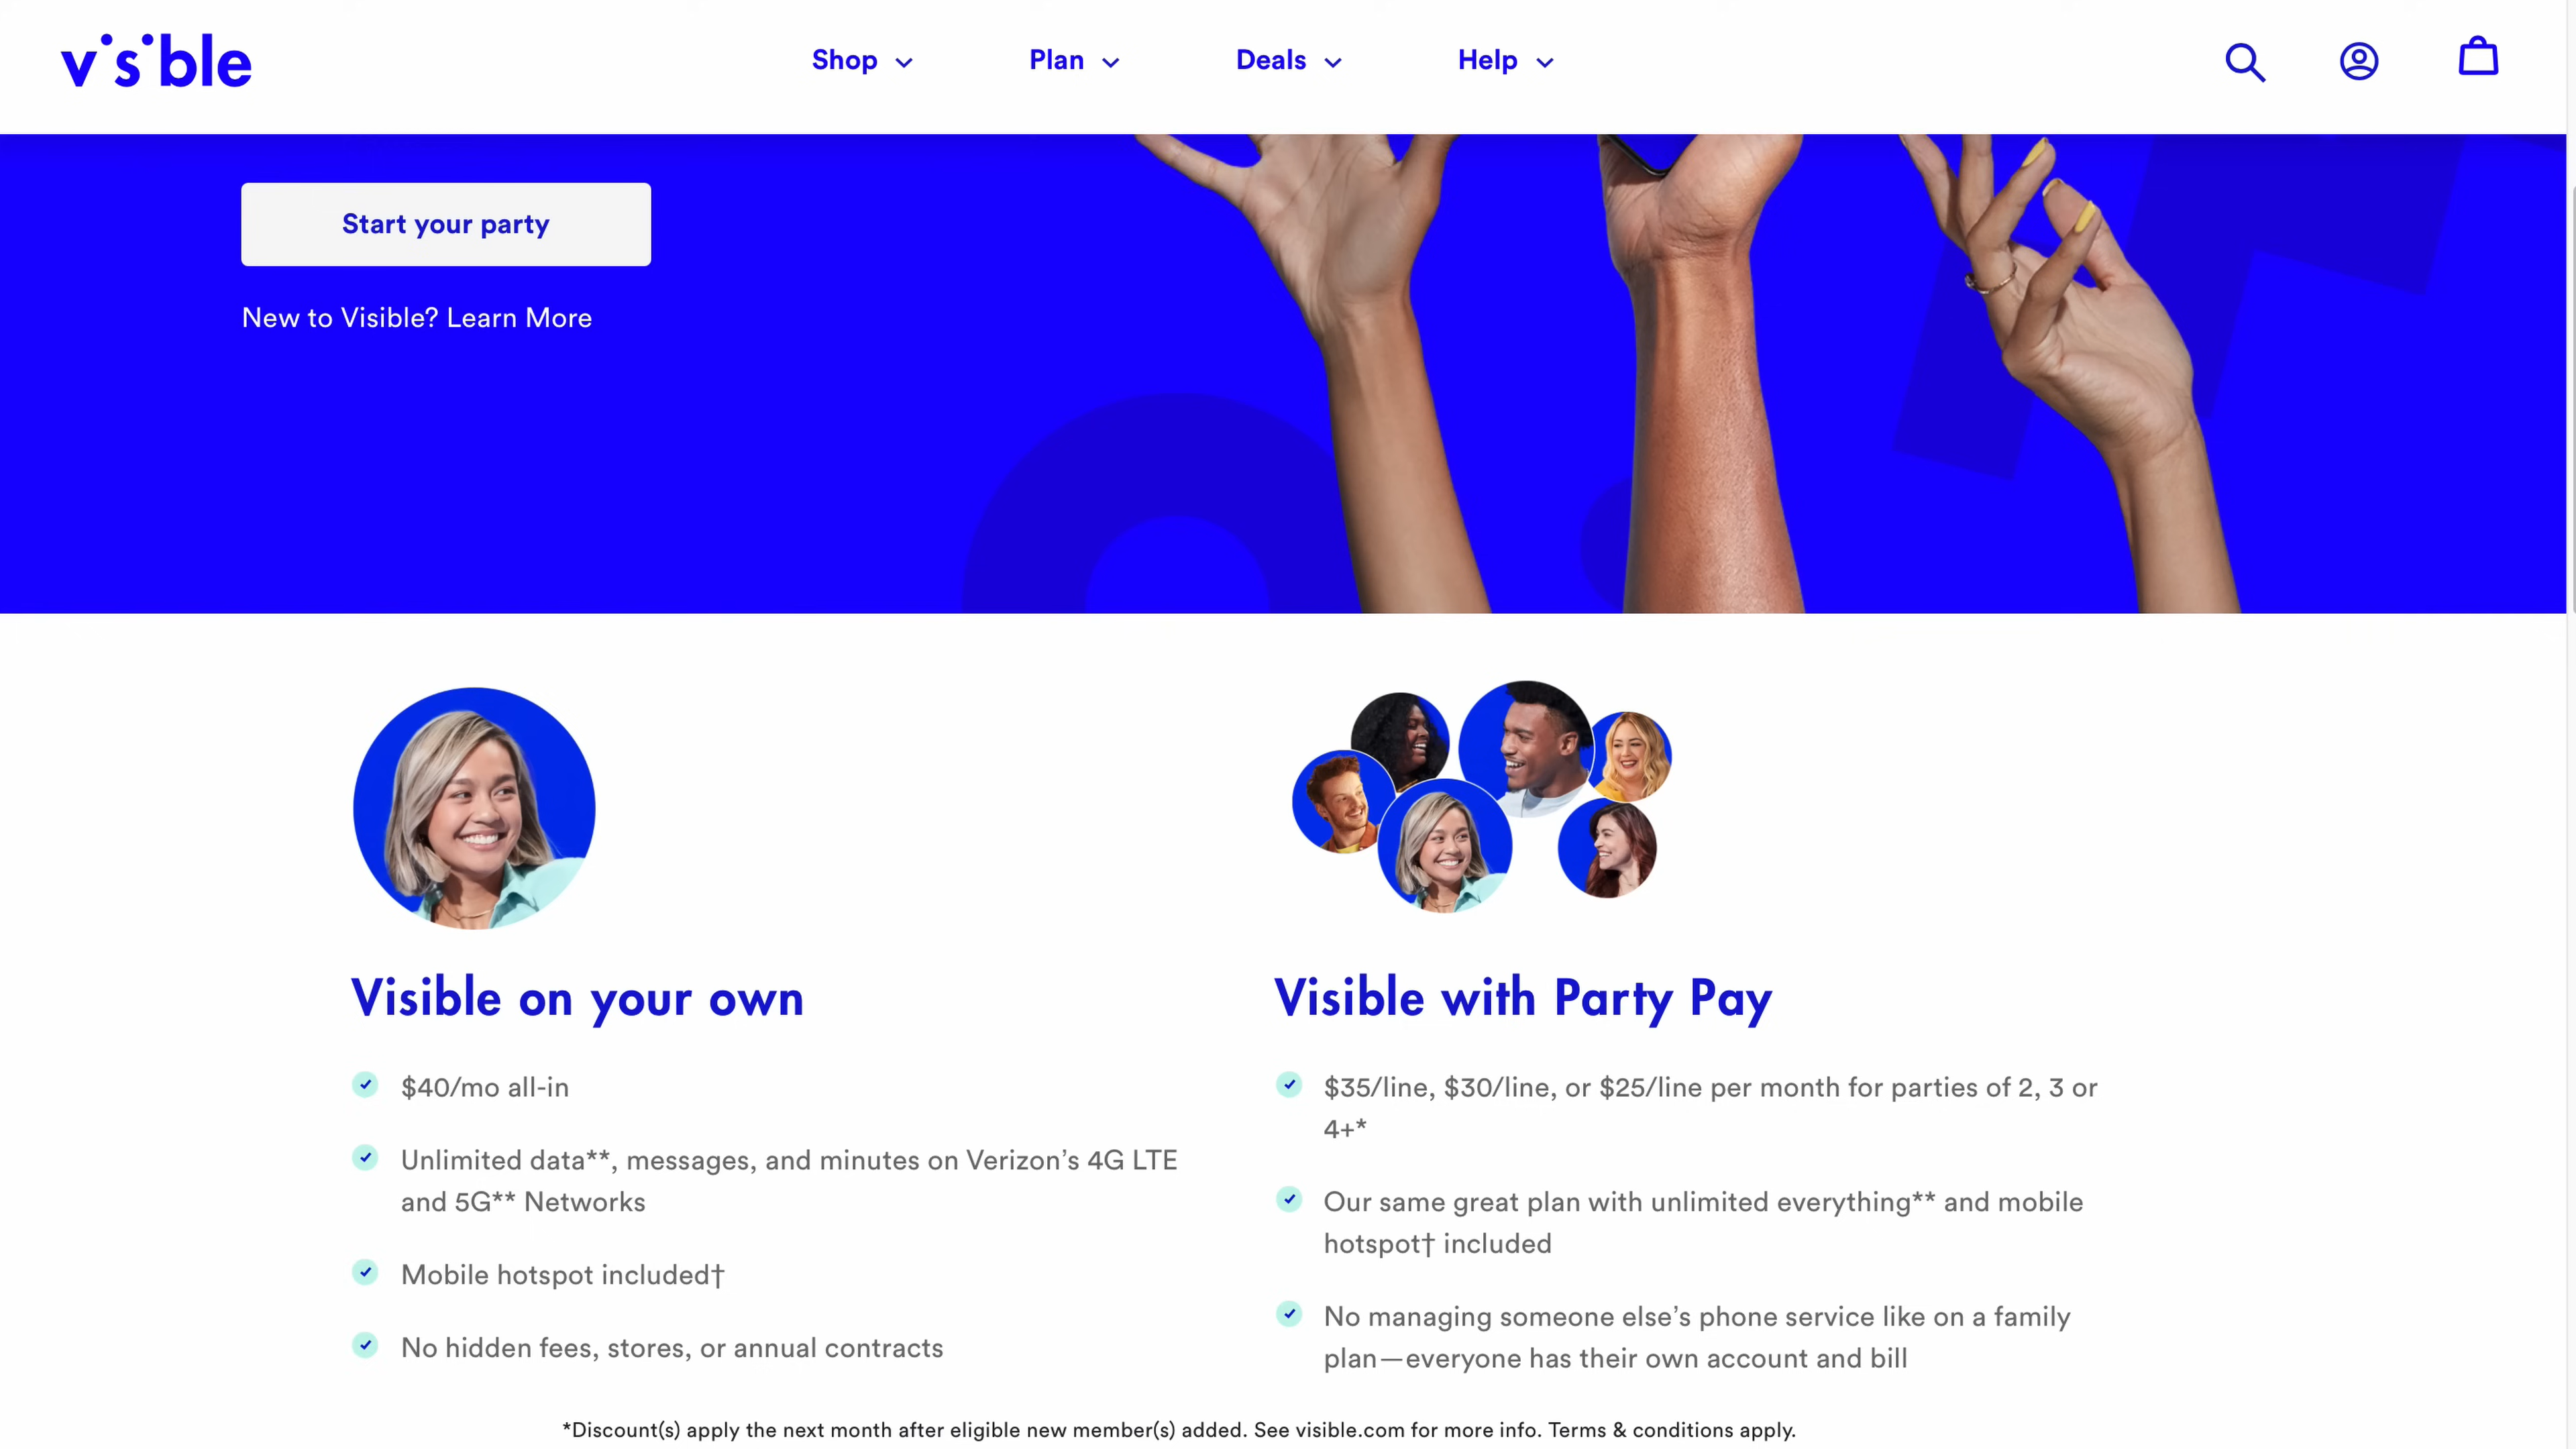 visible
Shop
Plan
Deals
Help
Start your party
New to Visible? Learn More
Visible on your own
$40/mo all-in
Unlimited data**, messages, and minutes on Verizon’s 4G LTE
and 5G** Networks
Mobile hotspot included†
No hidden fees, stores, or annual contracts
Visible with Party Pay
$35/line, $30/line, or $25/line per month for parties of 2, 3 or
4+*
Our same great plan with unlimited everything** and mobile
hotspot† included
No managing someone else’s phone service like on a family
plan—everyone has their own account and bill
*Discount(s) apply the next month after eligible new member(s) added. See visible.com for more info. Terms & conditions apply.